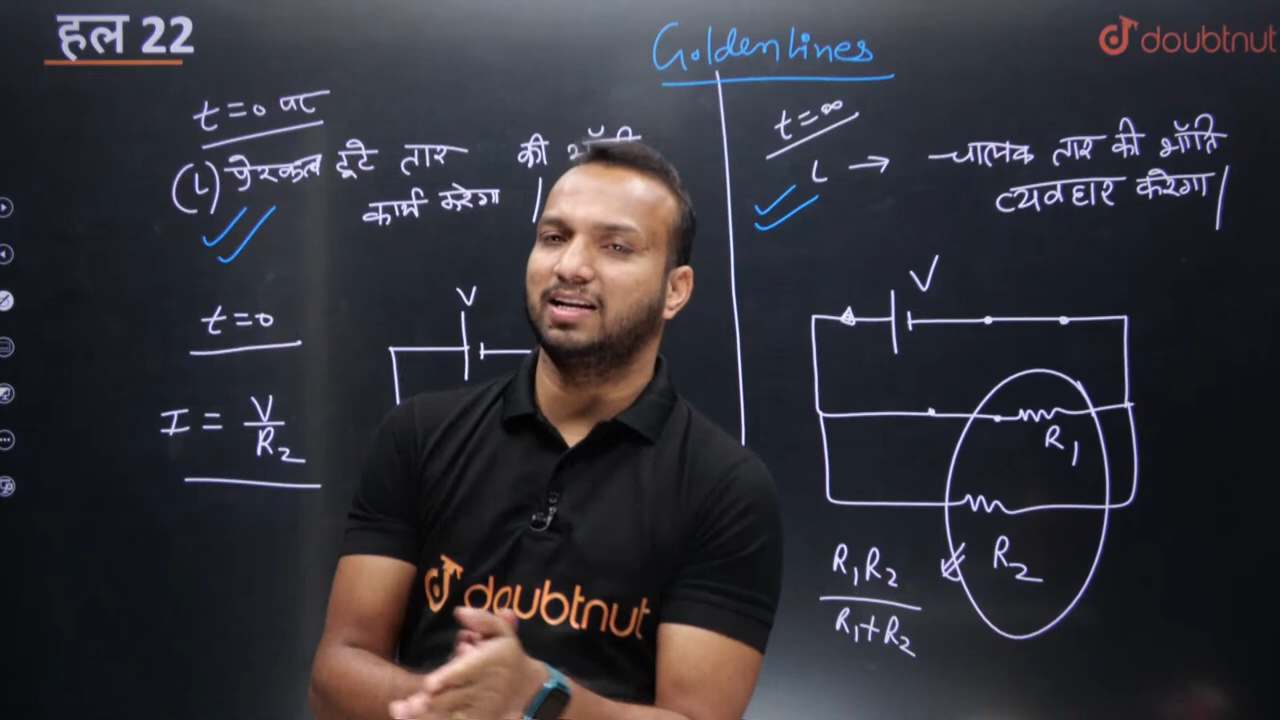 हल 22
doubtnut
Goldenlines
t=0 पर
(L) प्रेरकत्व टूटे तार की भाँति
कार्य करेगा |
t=0
I = V/R₂
V
t=∞
L → चालक तार की भाँति
व्यवहार करेगा |
V
R₁
R₂
R₁R₂
R₁+R₂
doubtnut